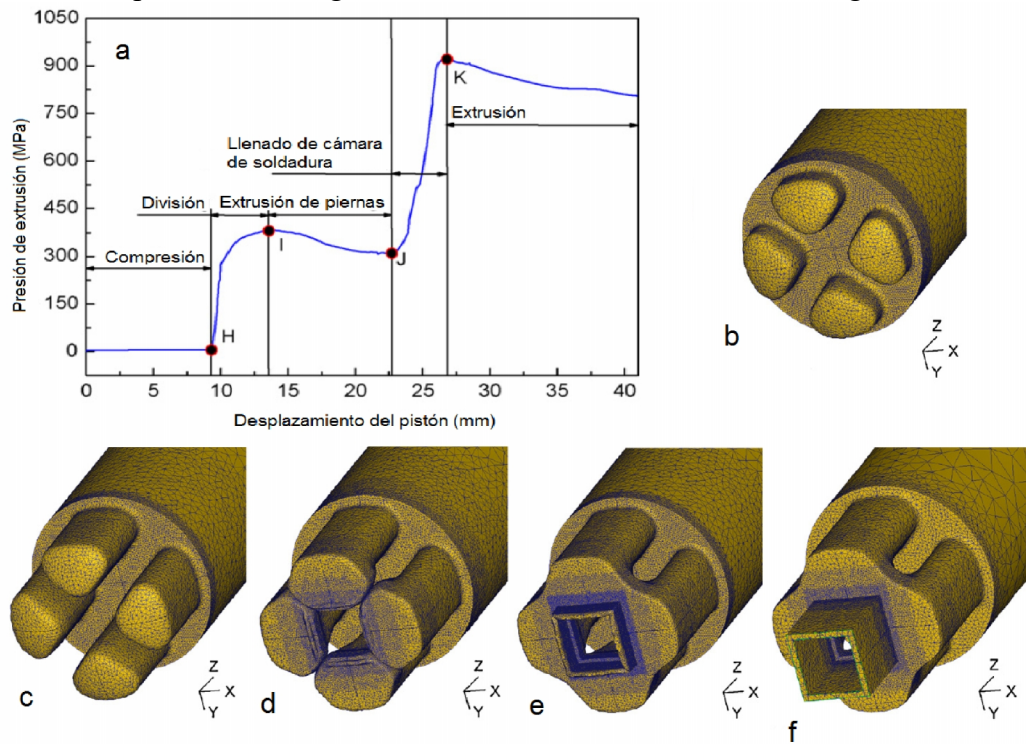 a
Presión de extrusión (MPa)
1050
900
750
600
450
300
150
0
K
Extrusión
Llenado de cámara
de soldadura
División
Extrusión de piernas
I
J
Compresión
H
0 5 10 15 20 25 30 35 40
Desplazamiento del pistón (mm)
b
Z
X
Y
c
Z
X
Y
d
Z
X
Y
e
Z
X
Y
f
Z
X
Y